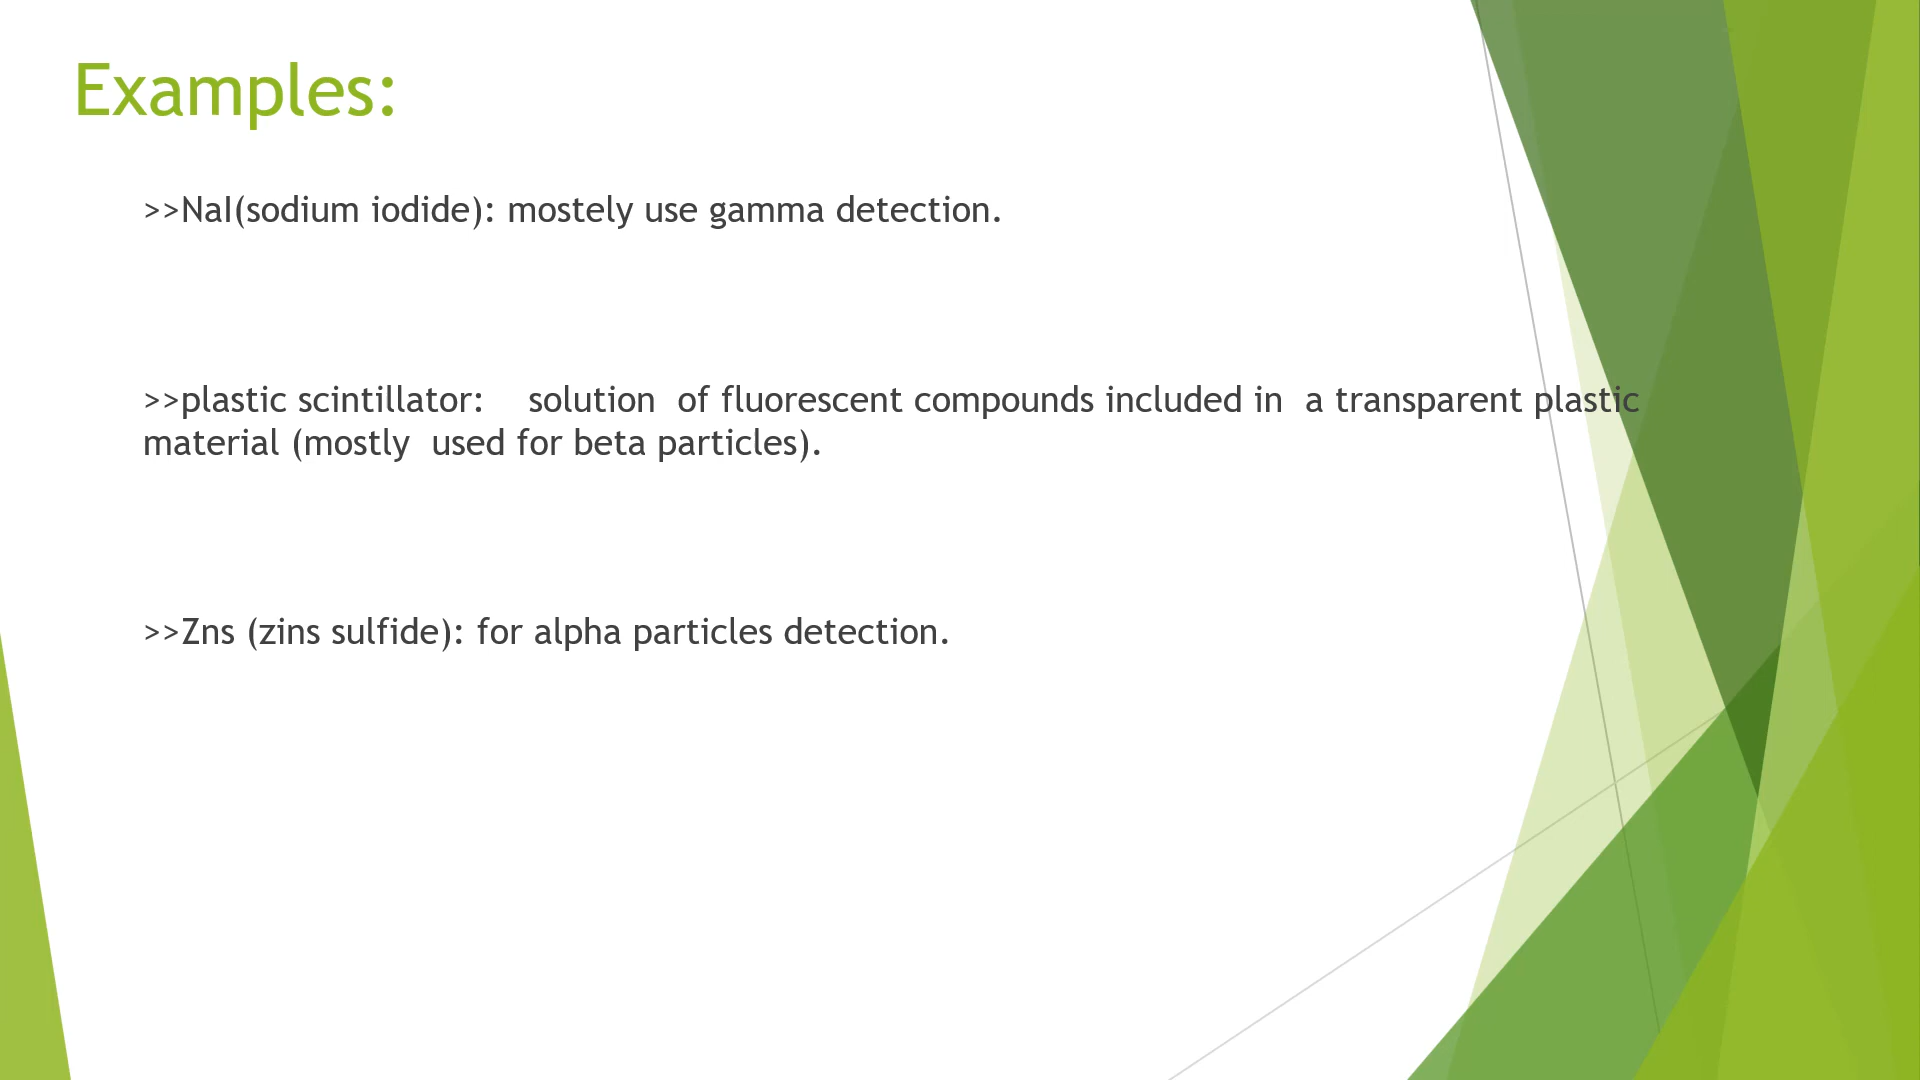 Examples:
>>NaI(sodium iodide): mostely use gamma detection.
>>plastic scintillator:    solution  of fluorescent compounds included in  a transparent plastic
material (mostly  used for beta particles).
>>Zns (zins sulfide): for alpha particles detection.